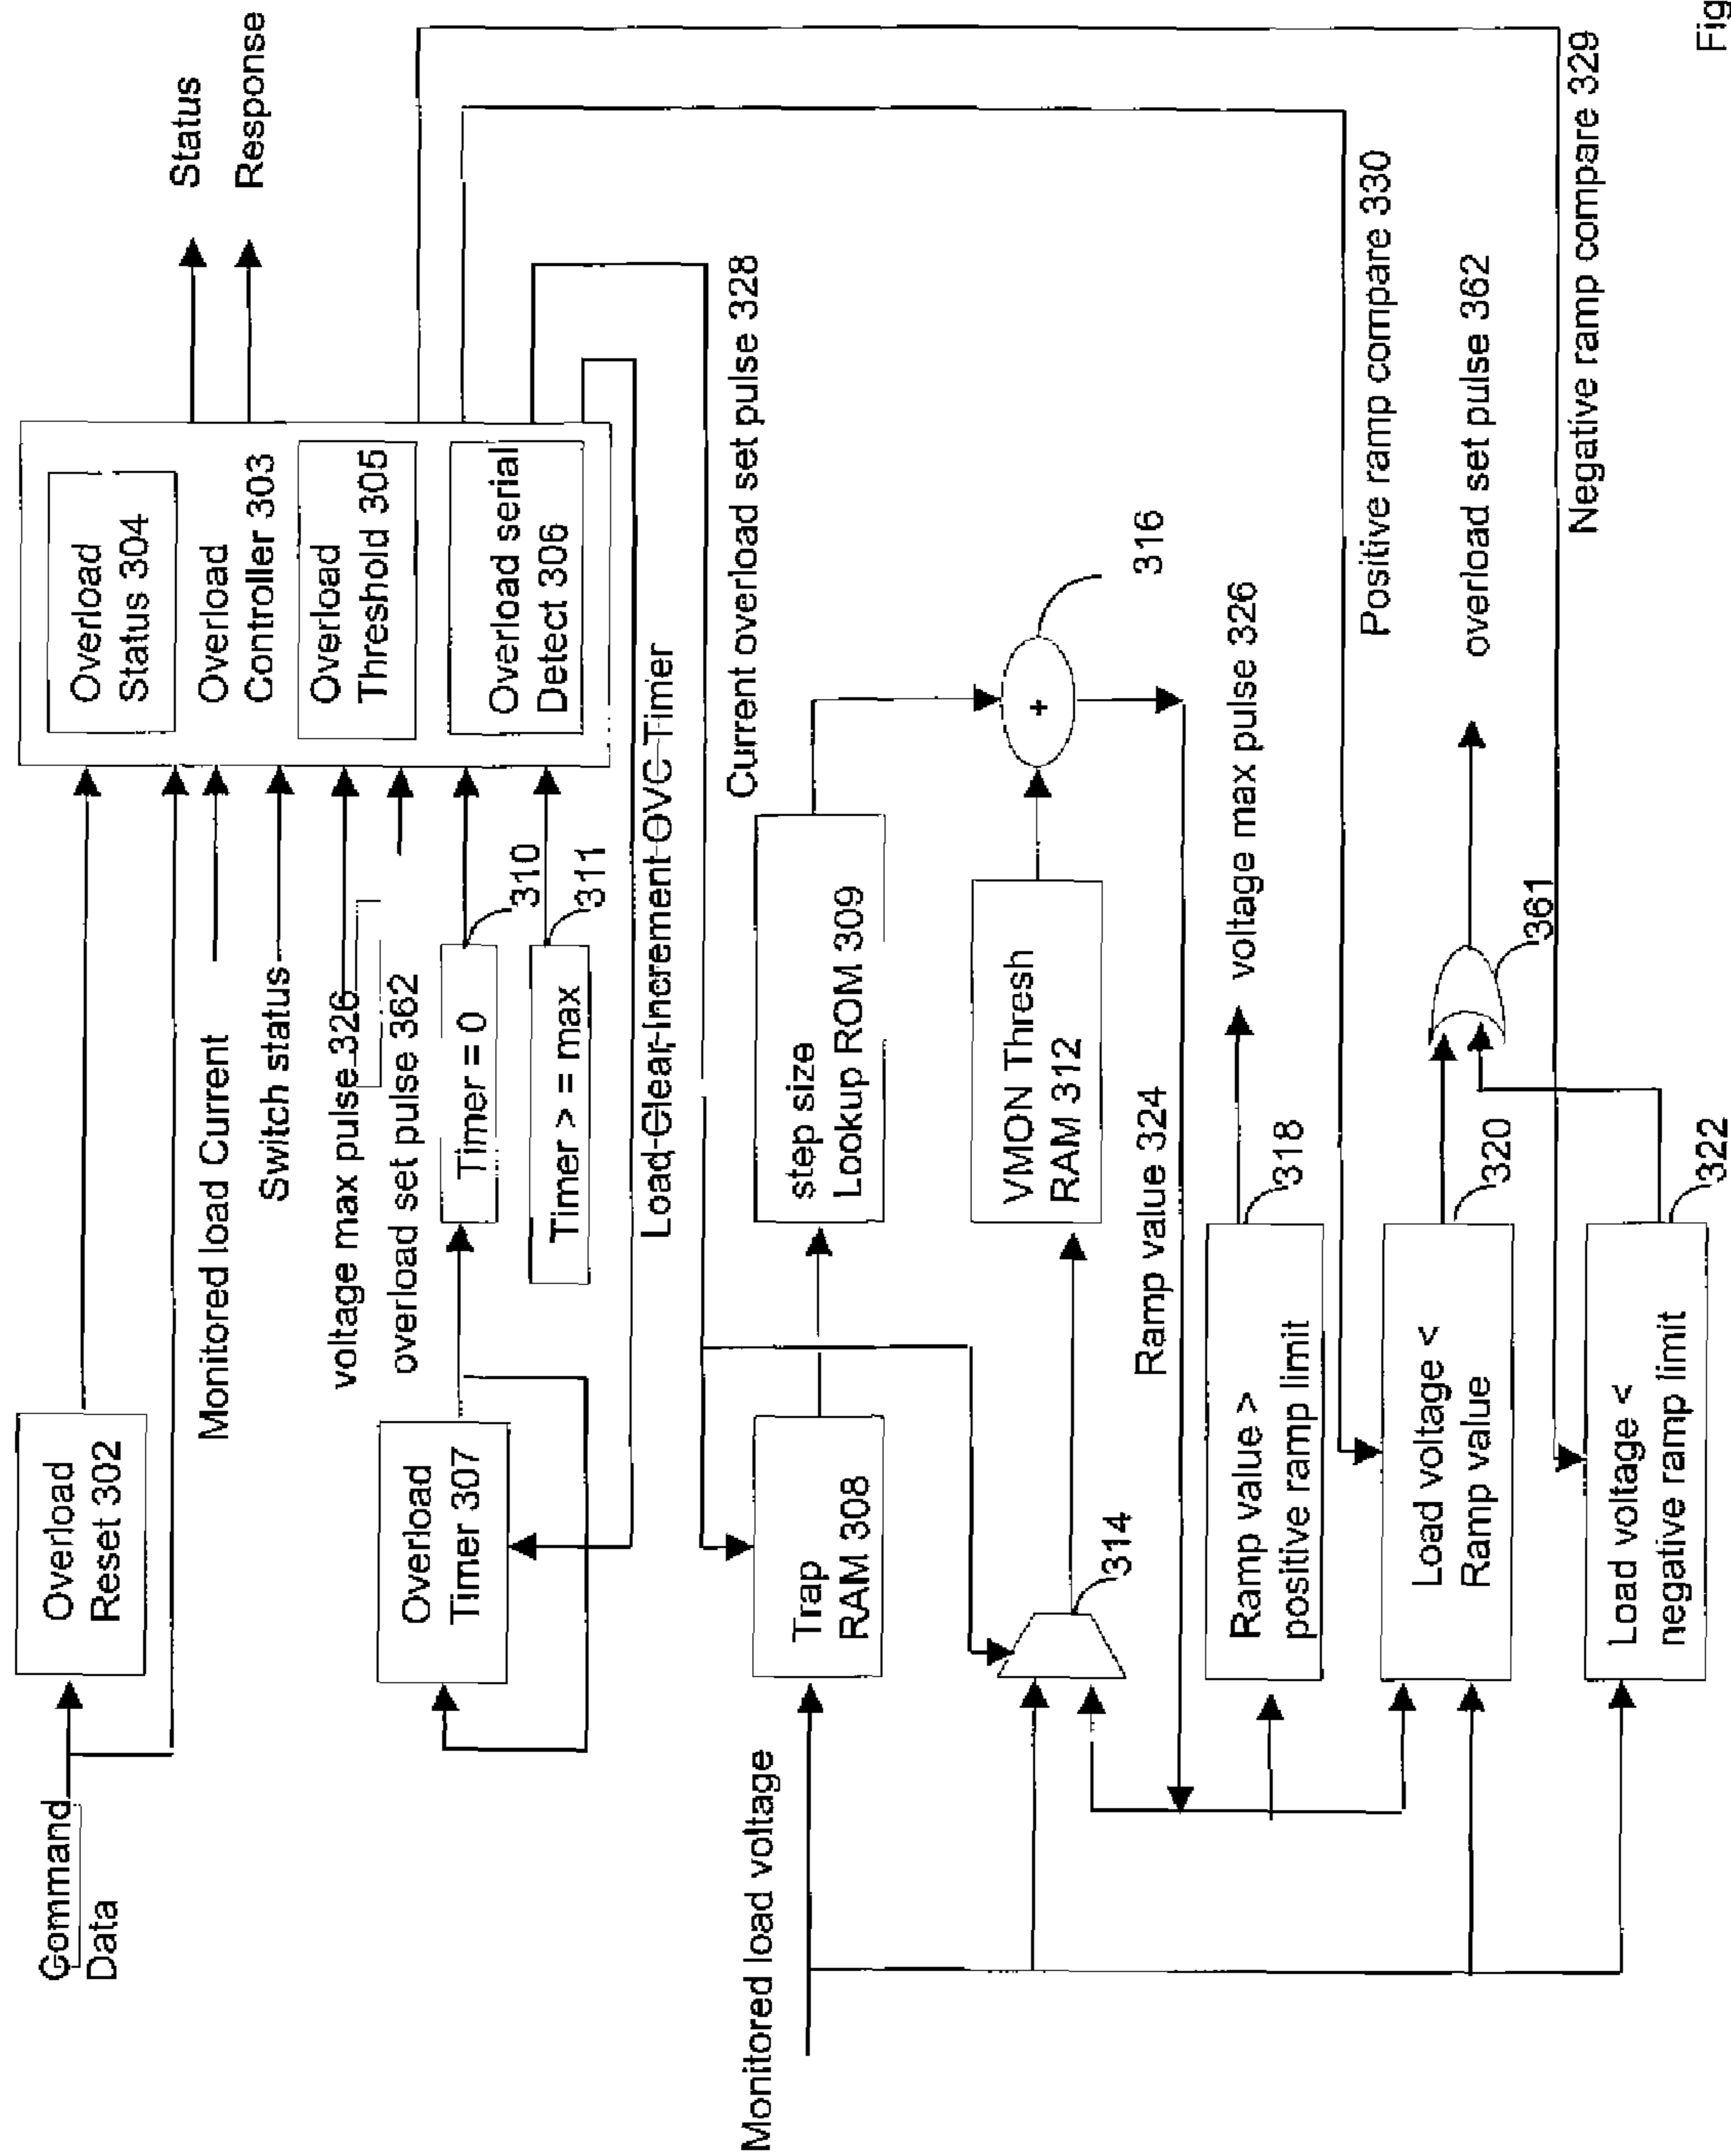 Command
Data
Overload
Reset 302
Overload
Status 304
Overload
Controller 303
Overload
Threshold 305
Overload serial
Detect 306
Status
Response
Monitored load Current
Switch status
voltage max pulse 326
overload set pulse 362
Overload
Timer 307
Timer = 0
310
Timer > = max
311
Load, Clear, Increment OVC Timer
Current overload set pulse 328
Monitored load voltage
Trap
RAM 308
step size
Lookup ROM 309
314
VMON Thresh
RAM 312
+
316
Ramp value 324
Ramp value >
positive ramp limit
318
voltage max pulse 326
Positive ramp compare 330
Load voltage <
Ramp value
320
361
overload set pulse 362
Negative ramp compare 329
Load voltage <
negative ramp limit
322
Fig